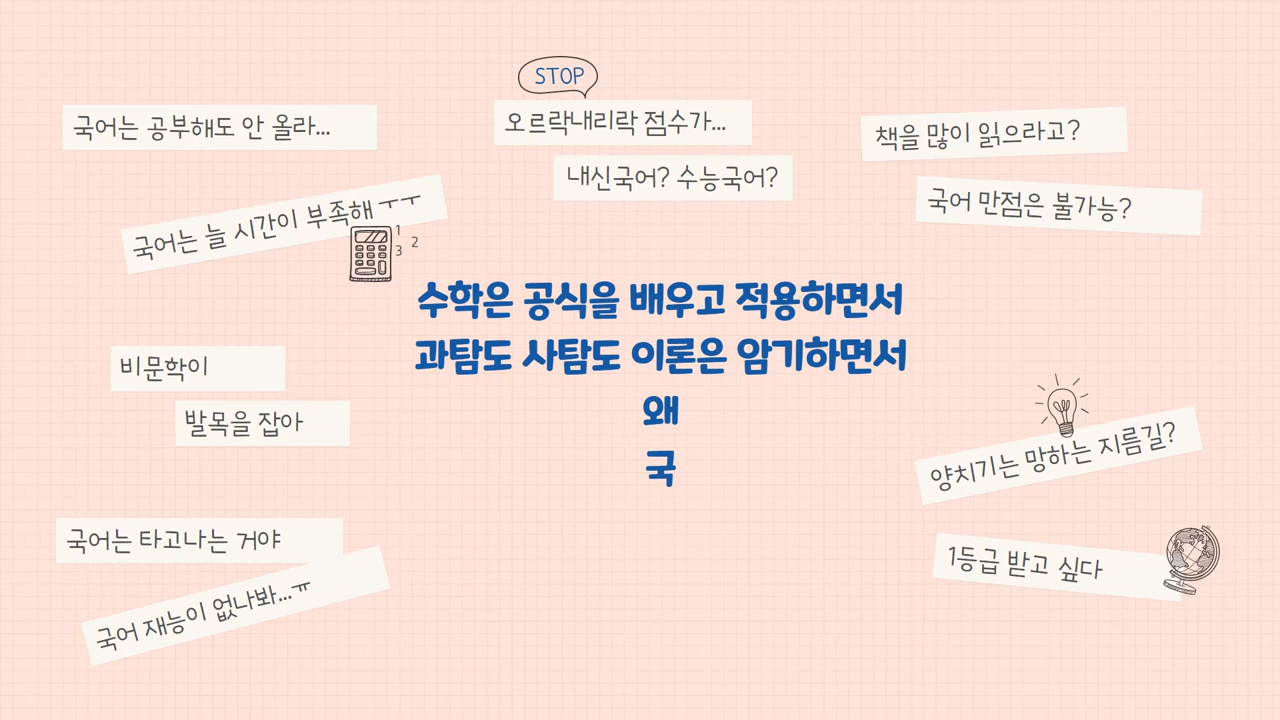 STOP
국어는 공부해도 안 올라...
오르락내리락 점수가...
책을 많이 읽으라고?
내신국어? 수능국어?
국어 만점은 불가능?
국어는 늘 시간이 부족해 ㅜㅜ
1
2
3
수학은 공식을 배우고 적용하면서
과탐도 사탐도 이론은 암기하면서
왜
국
비문학이
발목을 잡아
양치기는 망하는 지름길?
국어는 타고나는 거야
1등급 받고 싶다
국어 재능이 없나봐...ㅠ